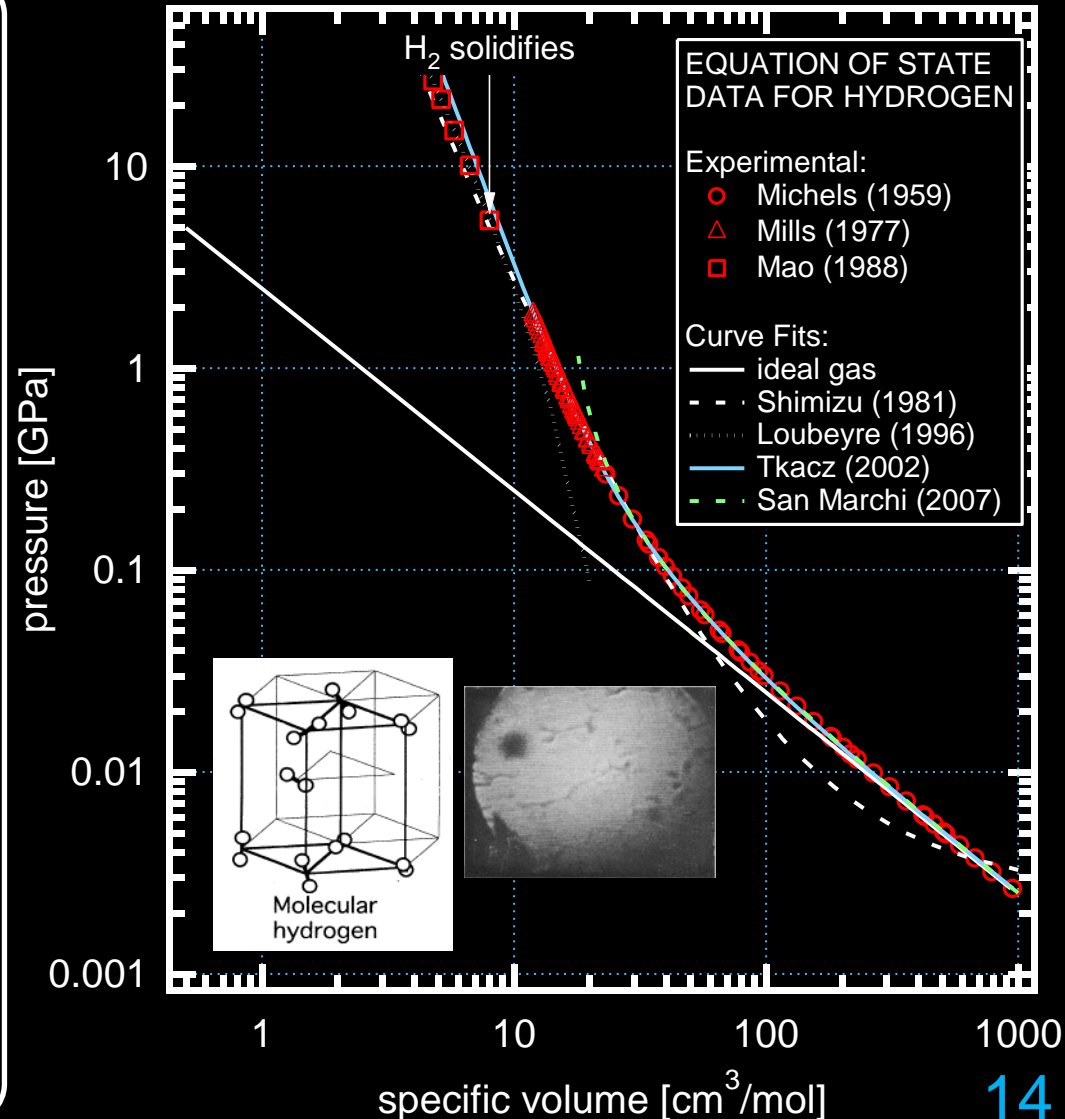 H2 solidifies
EQUATION OF STATE
DATA FOR HYDROGEN
Experimental:
Michels (1959)
Mills (1977)
Mao (1988)
Curve Fits:
ideal gas
Shimizu (1981)
Loubeyre (1996)
Tkacz (2002)
San Marchi (2007)
10
1
0.1
0.01
0.001
pressure [GPa]
Molecular
hydrogen
1 10 100 1000
specific volume [cm3/mol]
14